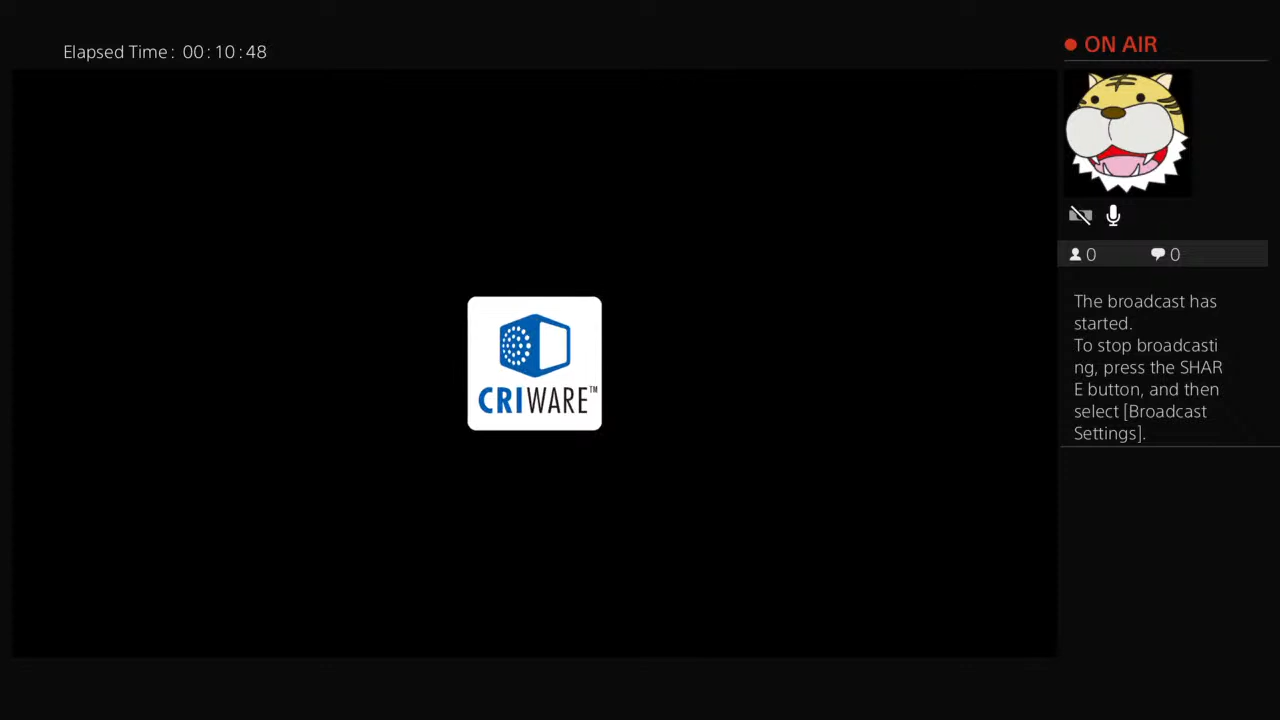 Elapsed Time: 00:10:48
ON AIR
0 0
The broadcast has
started.
To stop broadcasti
ng, press the SHAR
E button, and then
select [Broadcast
Settings].
CRIWARE™